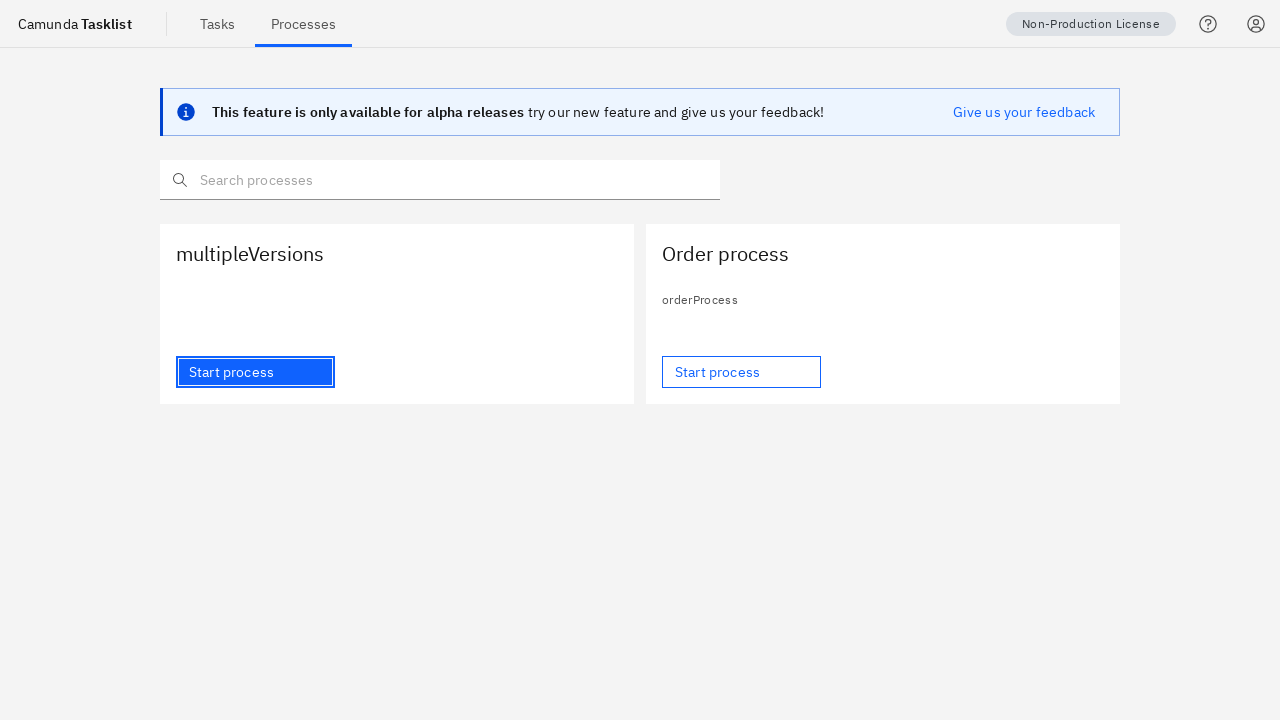 Camunda Tasklist Tasks Processes Non-Production License
This feature is only available for alpha releases try our new feature and give us your feedback! Give us your feedback
Search processes
multipleVersions Order process
orderProcess
Start process Start process